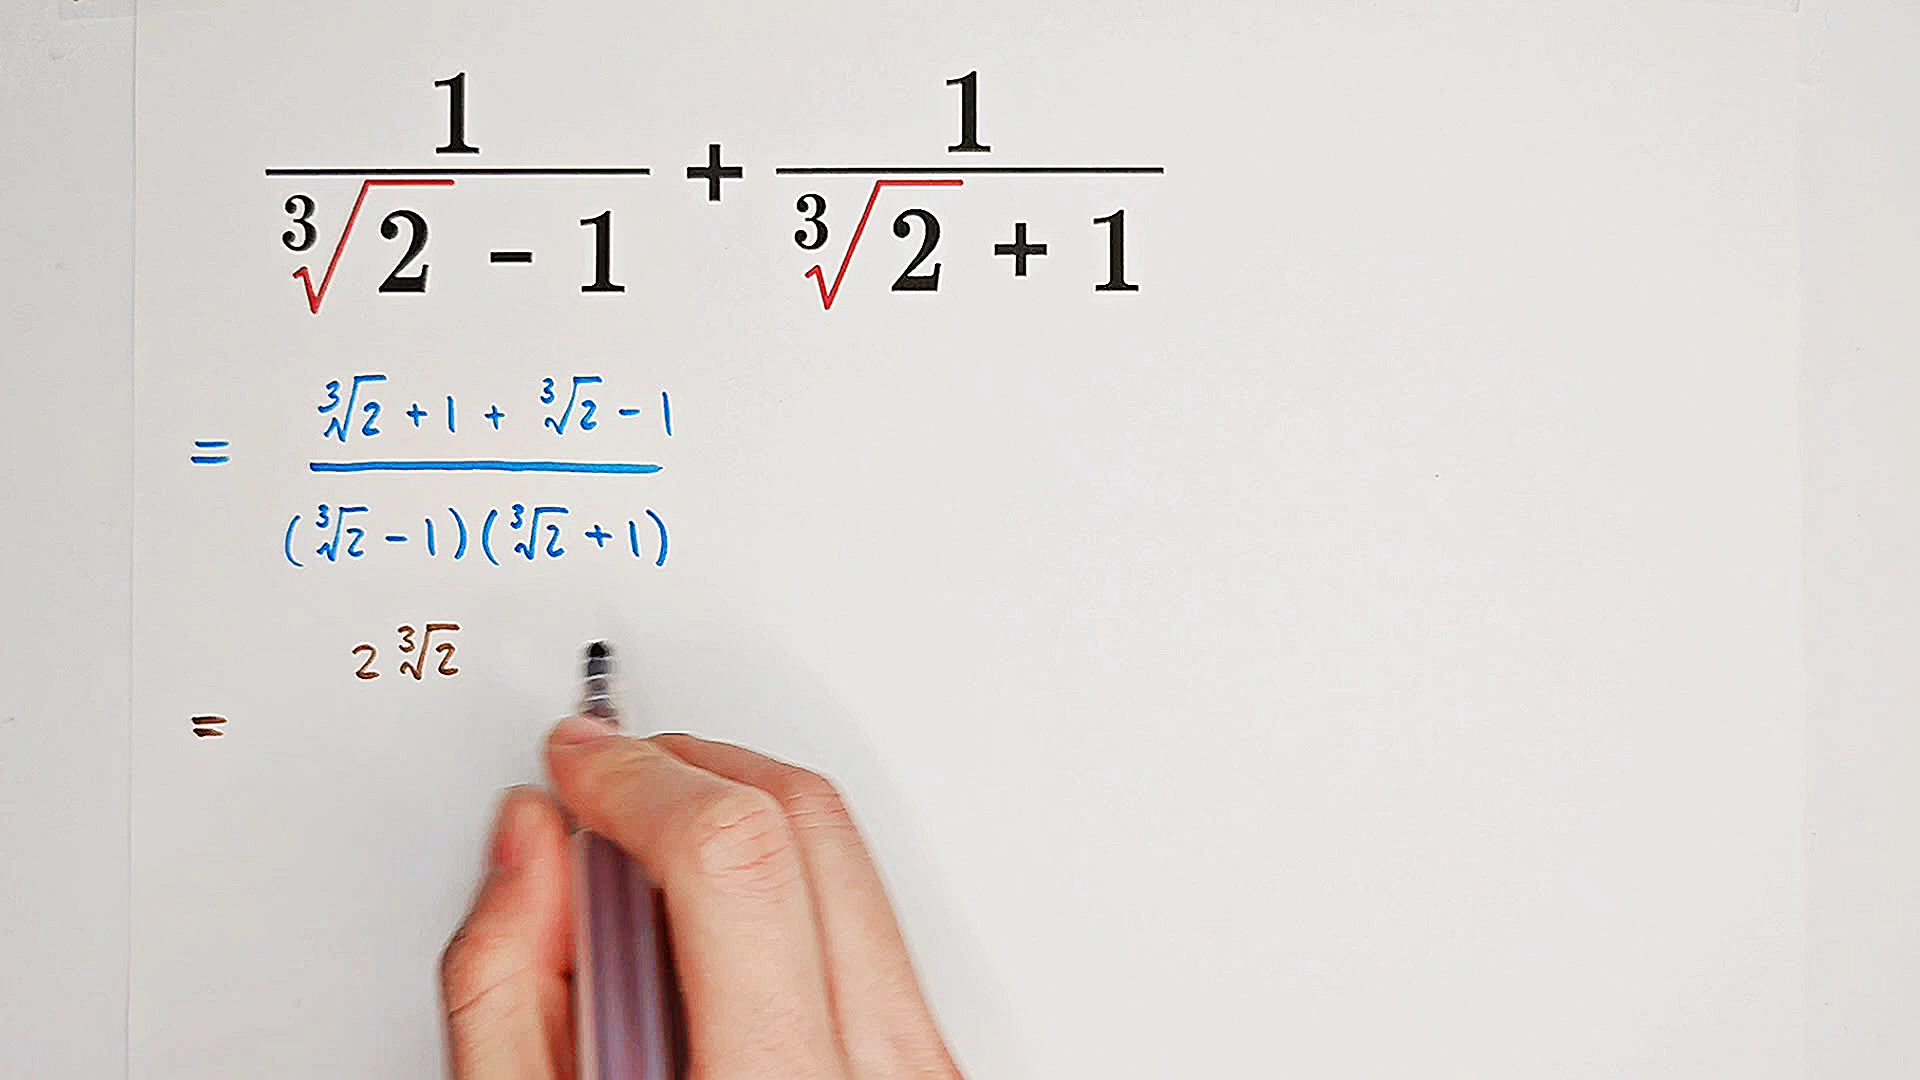 1/(∛2 - 1) + 1/(∛2 + 1)
= (∛2 + 1 + ∛2 - 1)/((∛2 - 1)(∛2 + 1))
= 2∛2